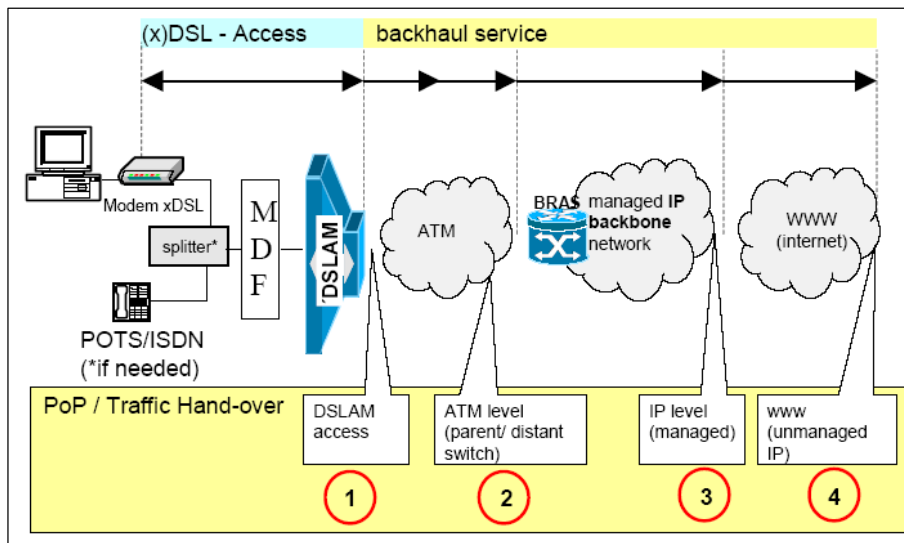 (x)DSL - Access
backhaul service
Modem xDSL
splitter*
POTS/ISDN
(*if needed)
M
D
F
DSLAM
ATM
BRAS
managed IP
backbone
network
WWW
(internet)
PoP / Traffic Hand-over
DSLAM
access
ATM level
(parent/ distant
switch)
IP level
(managed)
www
(unmanaged
IP)
1
2
3
4